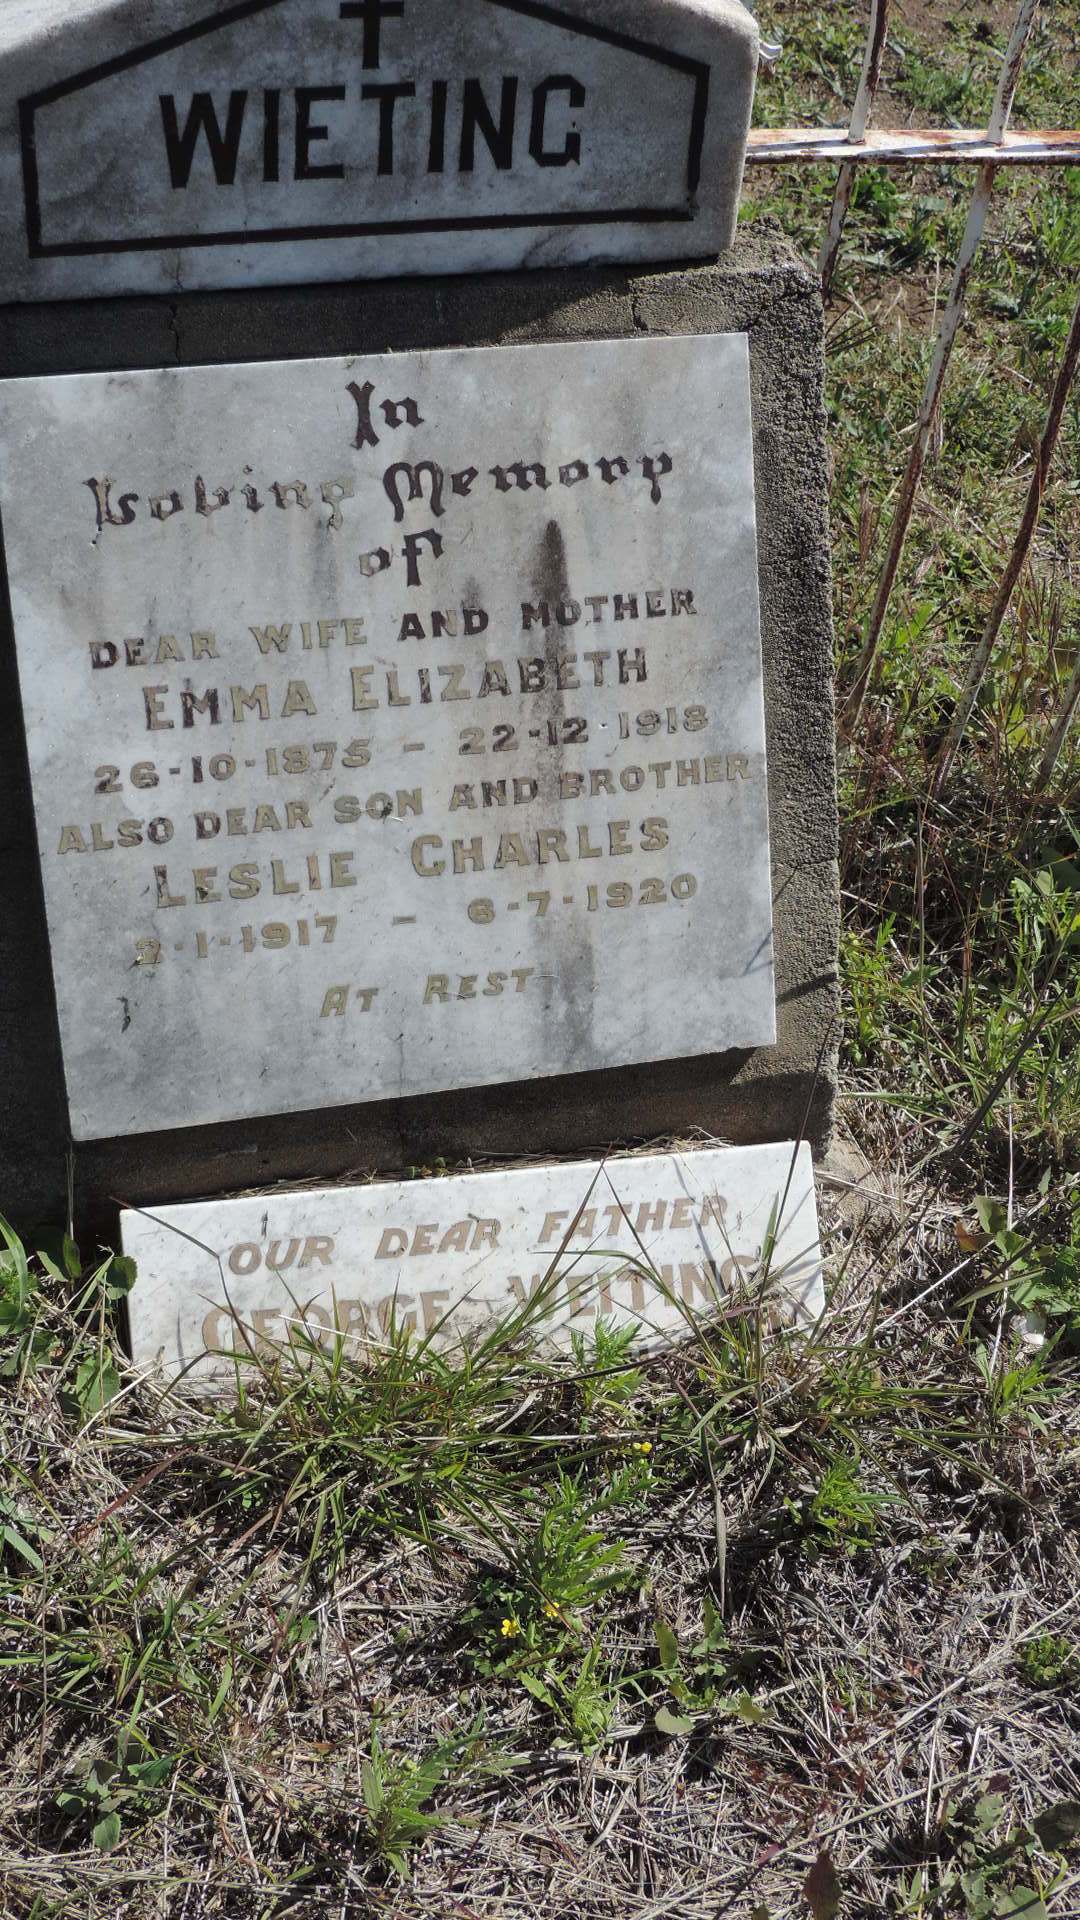 WIETING
In
Loving Memory
of
DEAR WIFE AND MOTHER
EMMA ELIZABETH
26-10-1875 - 22-12-1918
ALSO DEAR SON AND BROTHER
LESLIE CHARLES
2-1-1917 - 6-7-1920
AT REST
OUR DEAR FATHER
GEORGE WEITING